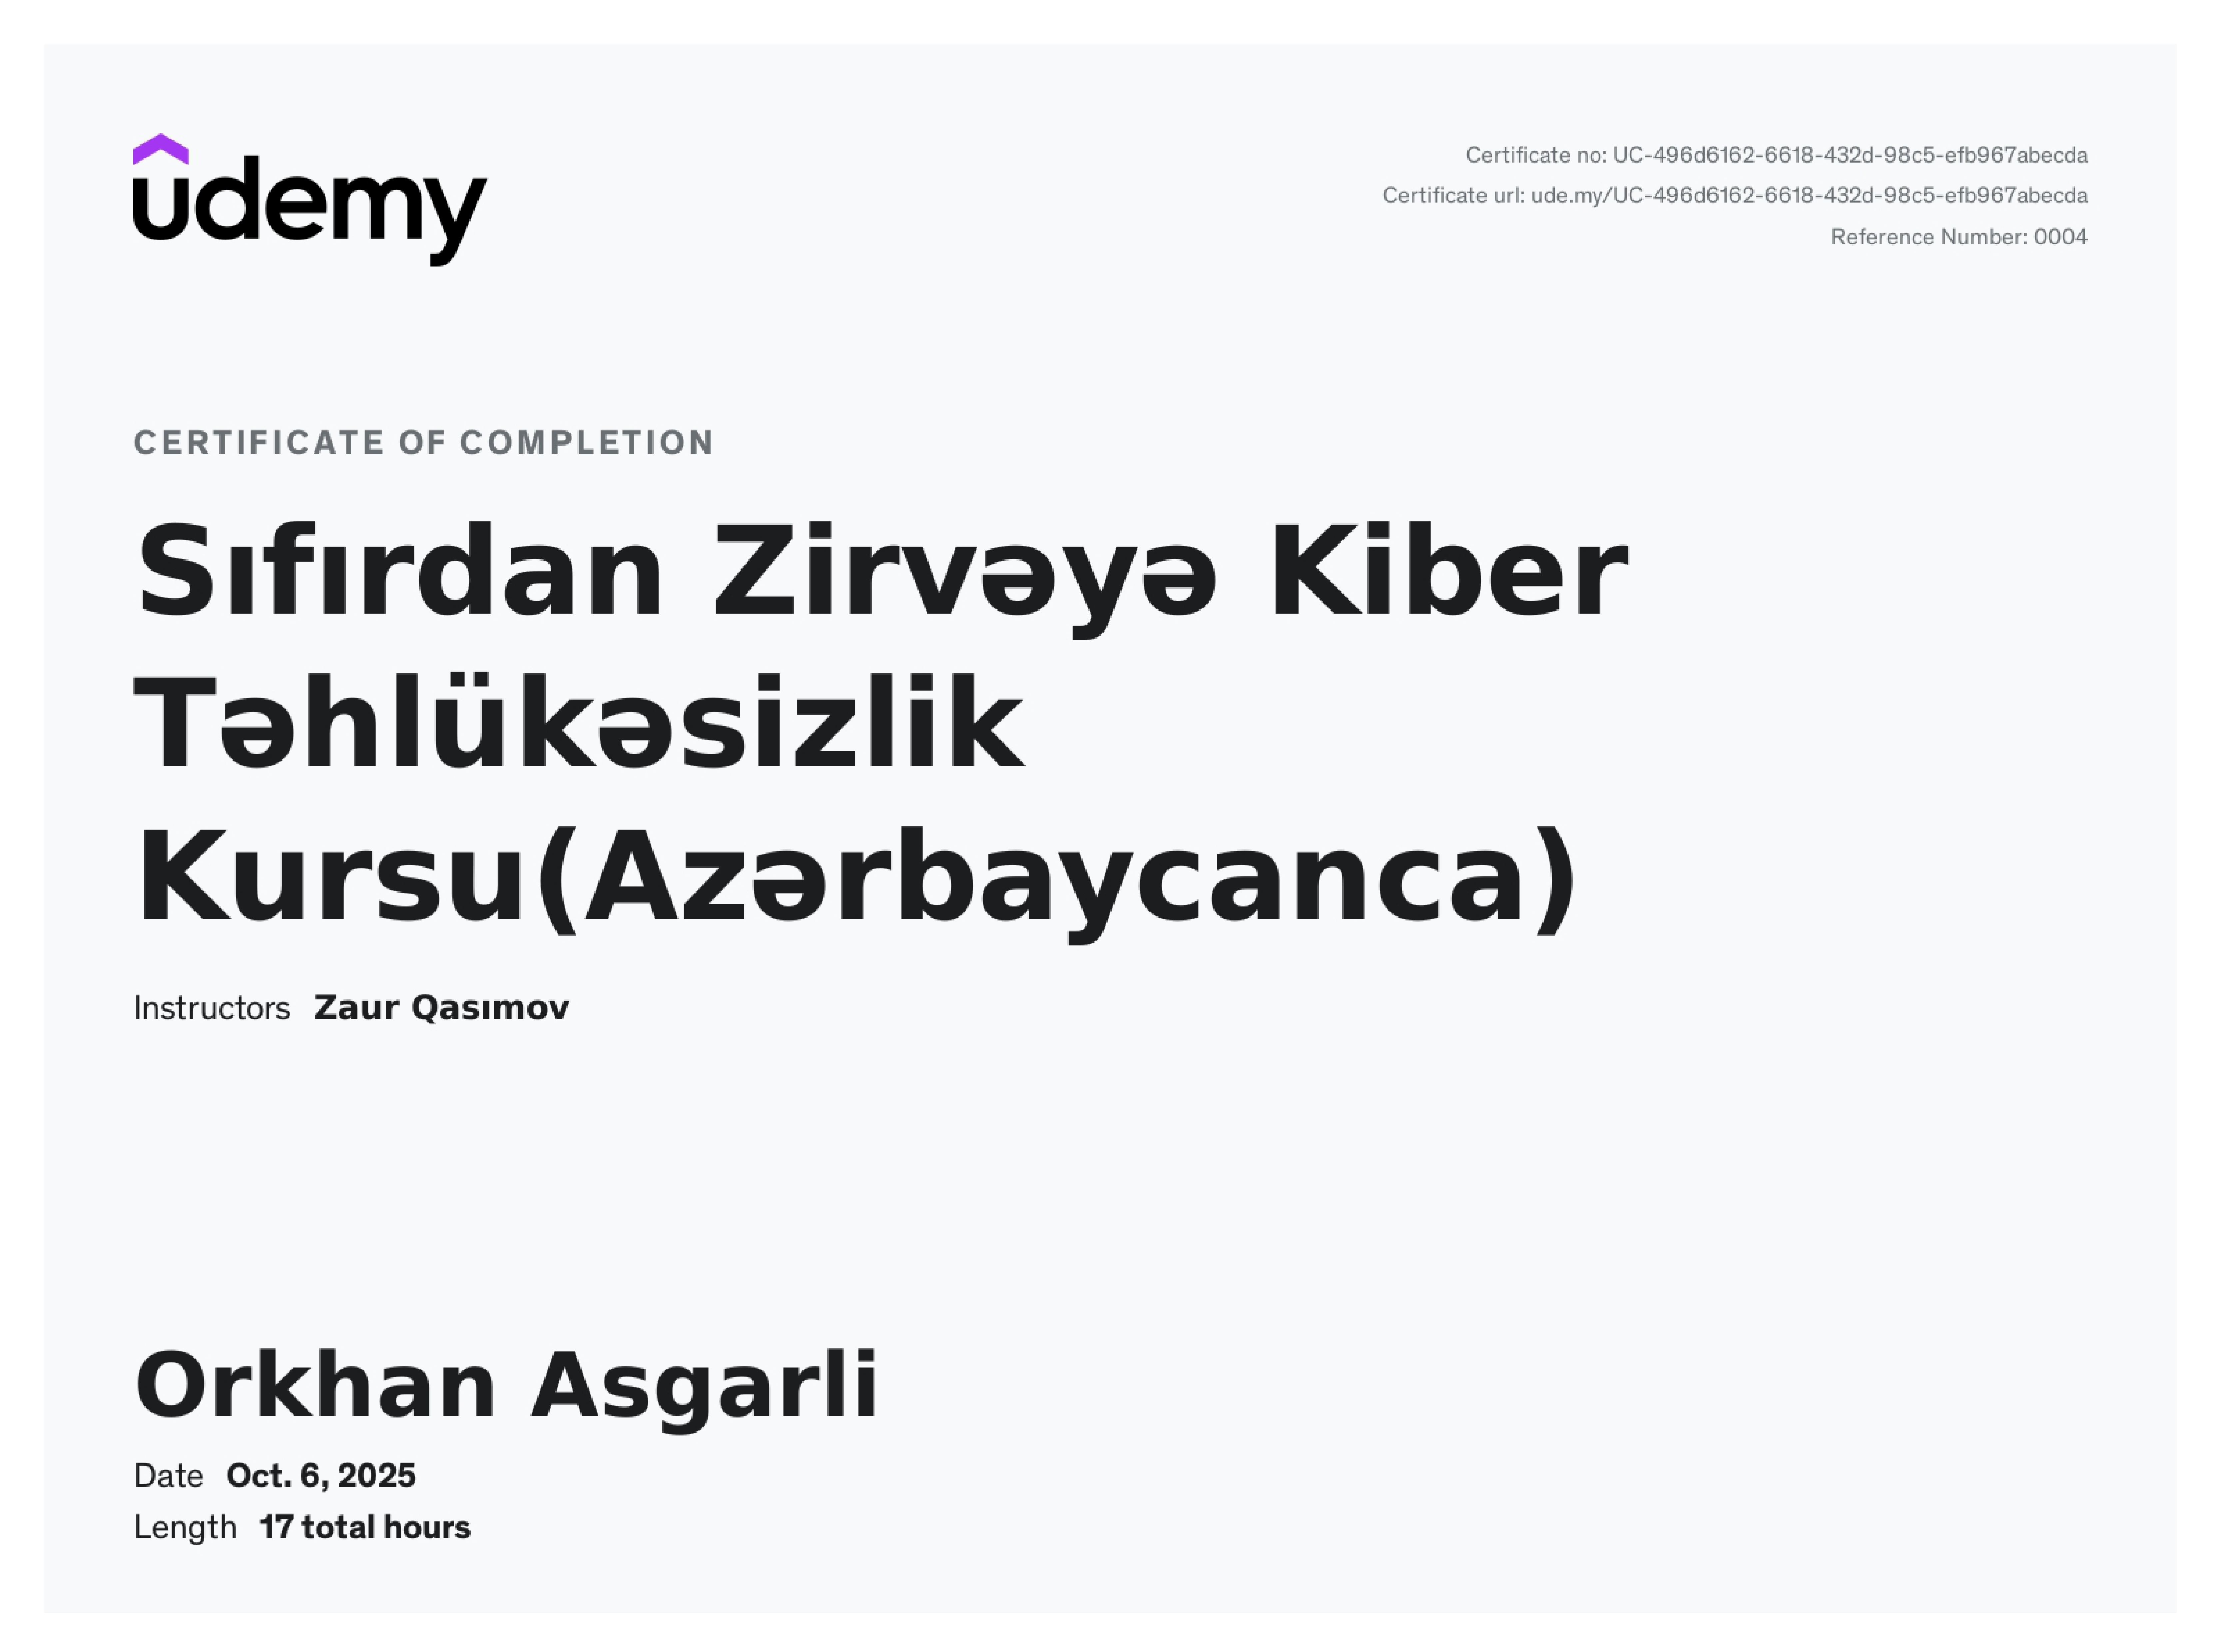 udemy
Certificate no: UC-496d6162-6618-432d-98c5-efb967abecda
Certificate url: ude.my/UC-496d6162-6618-432d-98c5-efb967abecda
Reference Number: 0004
CERTIFICATE OF COMPLETION
Sıfırdan Zirvəyə Kiber
Təhlükəsizlik
Kursu(Azərbaycanca)
Instructors Zaur Qasımov
Orkhan Asgarli
Date Oct. 6, 2025
Length 17 total hours